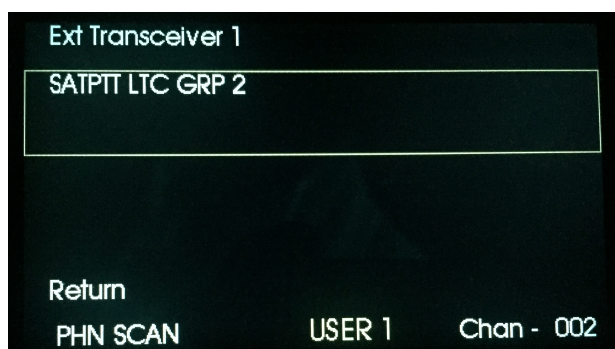 Ext Transceiver 1
SATPTT LTC GRP 2
Return
PHN SCAN USER 1 Chan - 002